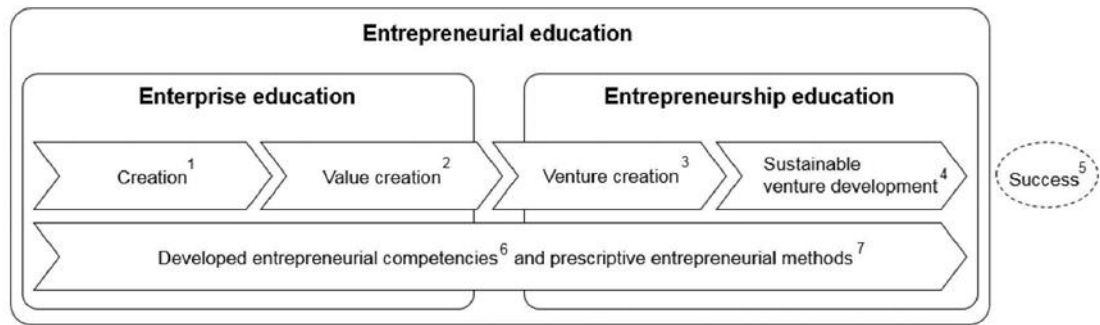 Entrepreneurial education
Enterprise education
Entrepreneurship education
Creation1
Value creation2
Venture creation3
Sustainable
venture development4
Success5
Developed entrepreneurial competencies6 and prescriptive entrepreneurial methods7